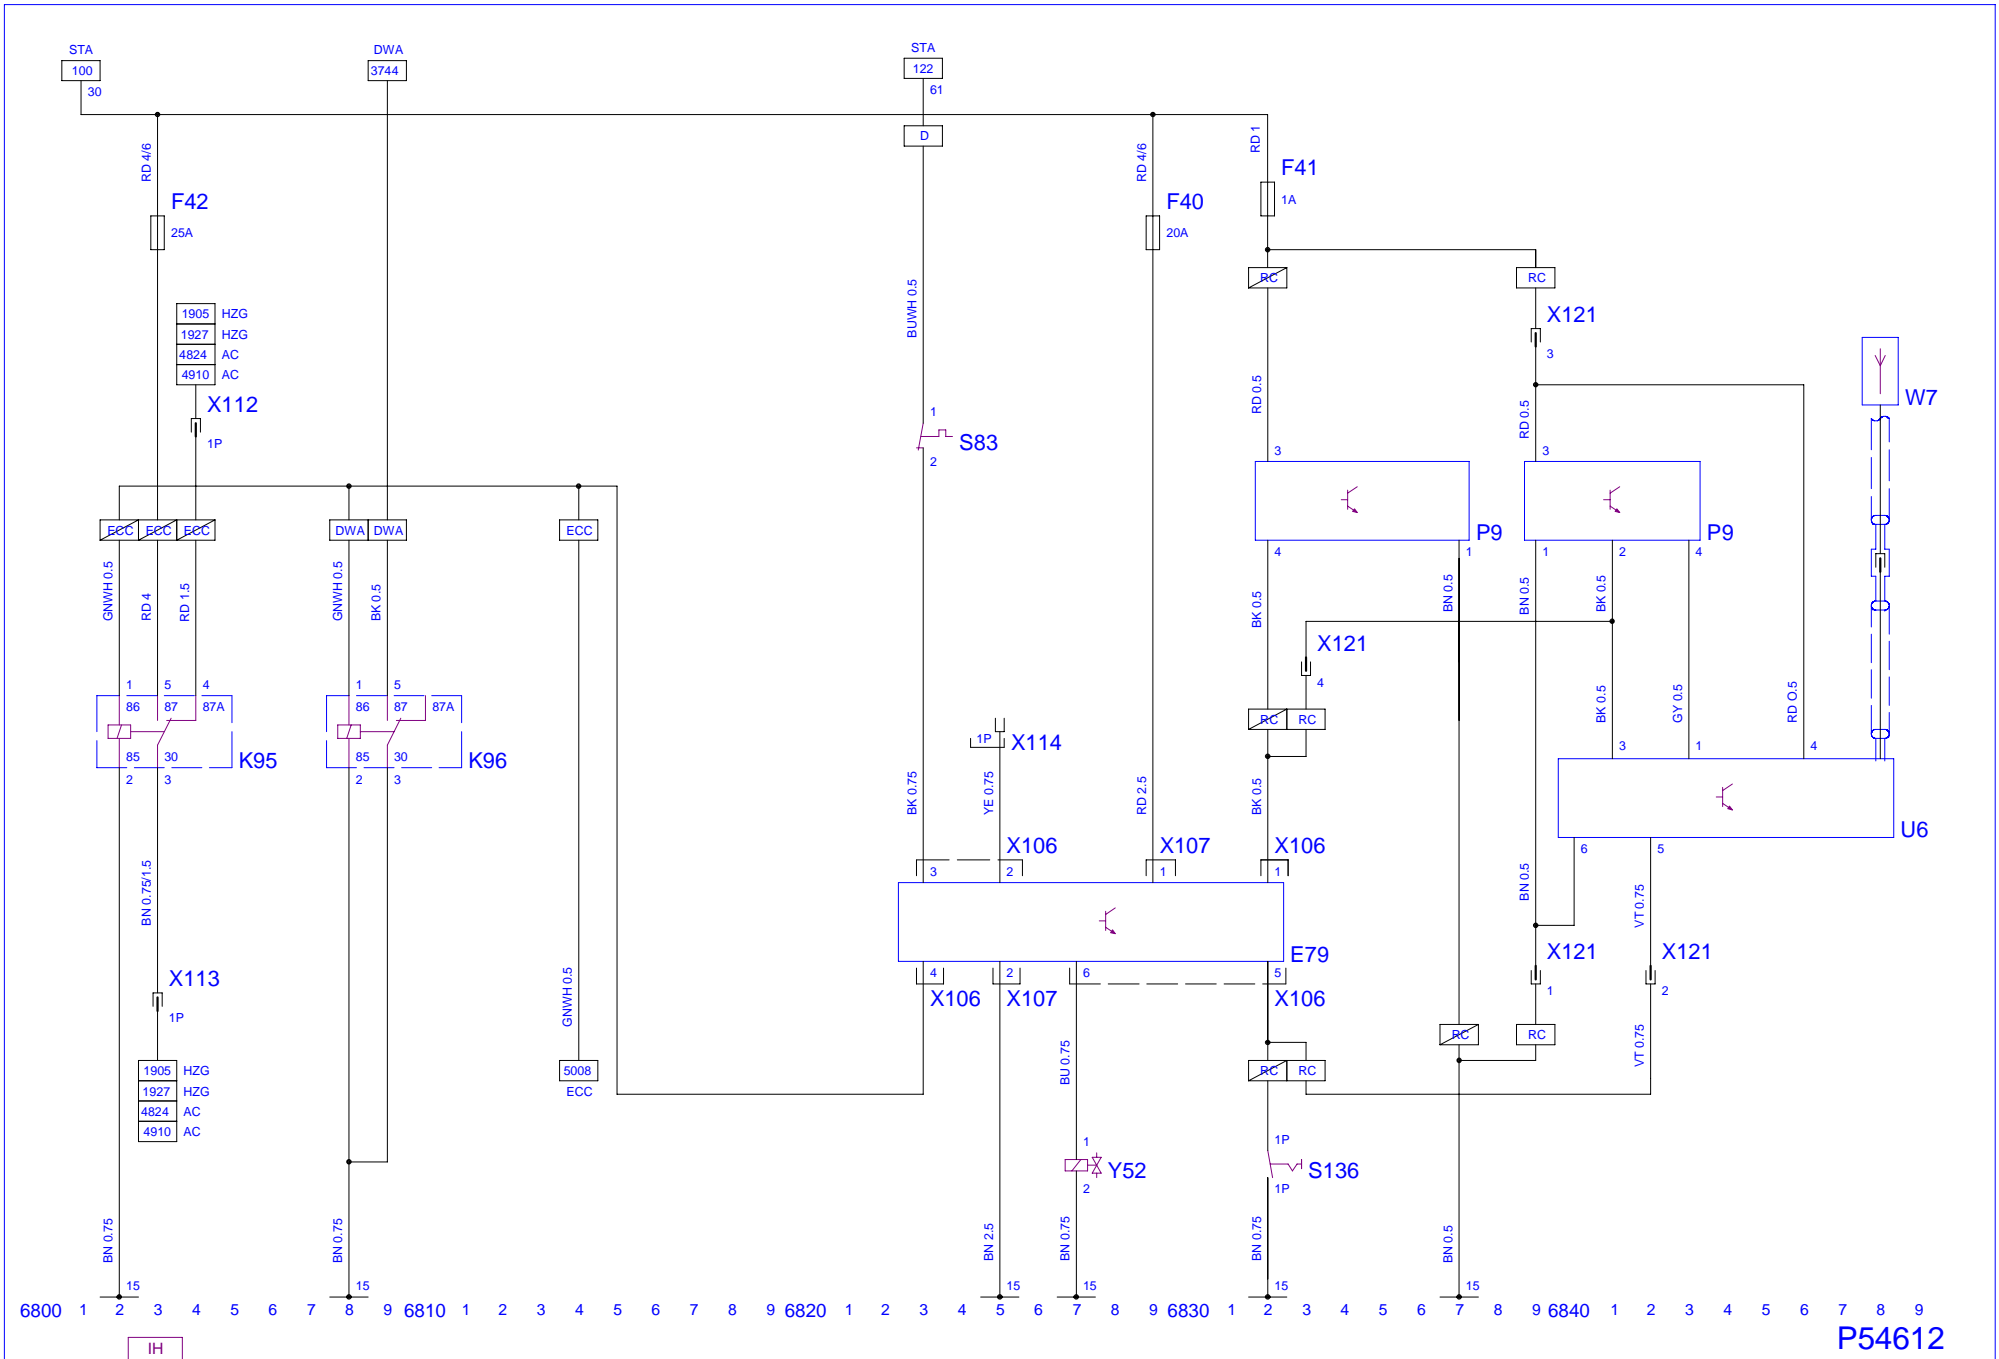 STA DWA STA
100 3744 122
30 61
D
RD 4/6 RD 4/6 RD 1
F42 F40 F41
25A 20A 1A
RC RC
1905 HZG
1927 HZG
4824 AC
4910 AC
BUWH 0.5
X121
3
X112
1P
RD 0.5 RD 0.5
W7
1
S83
2
3 3
ECC ECC ECC DWA DWA ECC
P9 P9
4 1 1 2 4
GNWH 0.5 RD 4 RD 1.5 GNWH 0.5 BK 0.5
BK 0.5 BN 0.5 BN 0.5 BK 0.5
X121
4
1 5 4 1 5
86 87 87A 86 87 87A
RC RC
BK 0.5 GY 0.5 RD O.5
1P X114
85 30 K95 85 30 K96
2 3 2 3
3 1 4
BK 0.75 YE 0.75 RD 2.5 BK 0.5
U6
6 5
X106 X107 X106
3 2 1 1
BN 0.75/1.5
BN 0.5 VT 0.75
E79
X121 X121
1 2
4 2 6 5
X106 X107 X106
X113
1P
GNWH 0.5
RC RC
VT 0.75
BU 0.75
1905 HZG
1927 HZG
4824 AC
4910 AC
5008
ECC
RC RC
1
Y52
2
1P
S136
1P
BN 0.75 BN 0.75 BN 2.5 BN 0.75 BN 0.75 BN 0.5
15 15 15 15 15 15
6800 1 2 3 4 5 6 7 8 9 6810 1 2 3 4 5 6 7 8 9 6820 1 2 3 4 5 6 7 8 9 6830 1 2 3 4 5 6 7 8 9 6840 1 2 3 4 5 6 7 8 9
P54612
IH